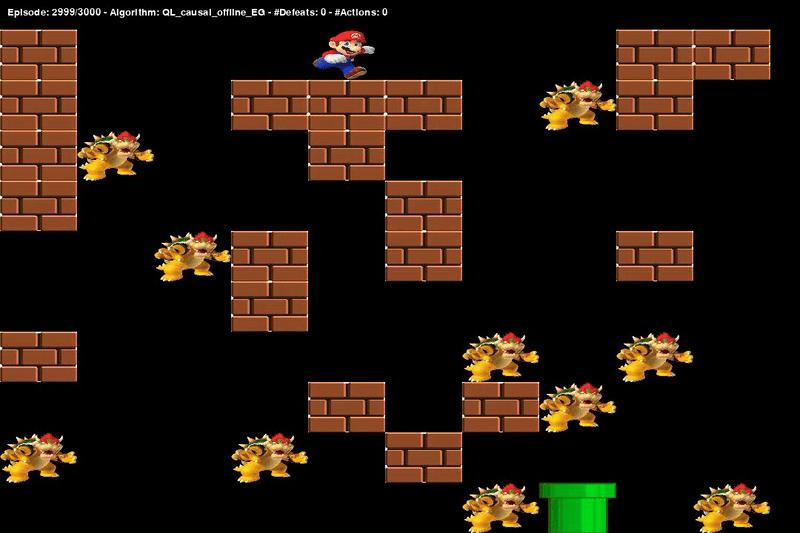 Episode: 2999/3000 - Algorithm: QL_causal_offline_EG - #Defeats: 0 - #Actions: 0